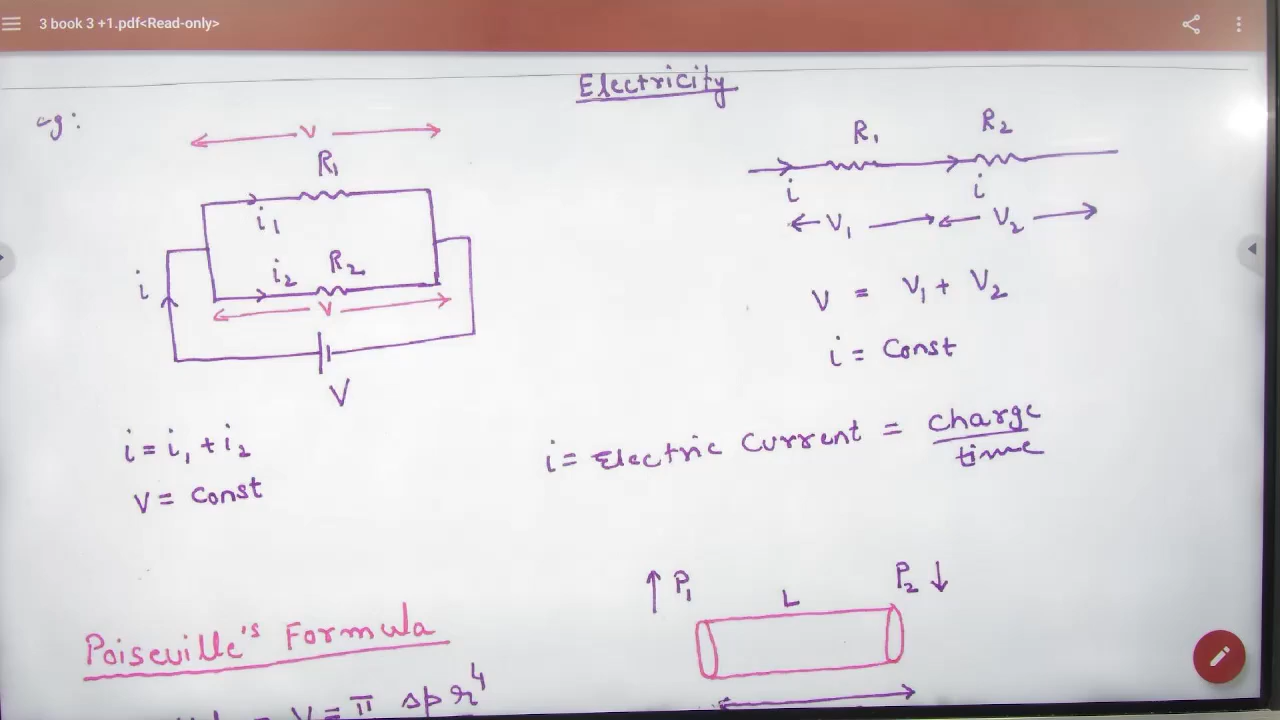 3 book 3 +1.pdf<Read-only>
Electricity
eg:
V
R₁
i₁
i₂ R₂
i
V
V
i = i₁ + i₂
V = Const
R₁ R₂
i i
V₁ V₂
V = V₁ + V₂
i = Const
i = Electric Current = Charge
time
P₁ P₂
L
Poiseville's Formula
V = π